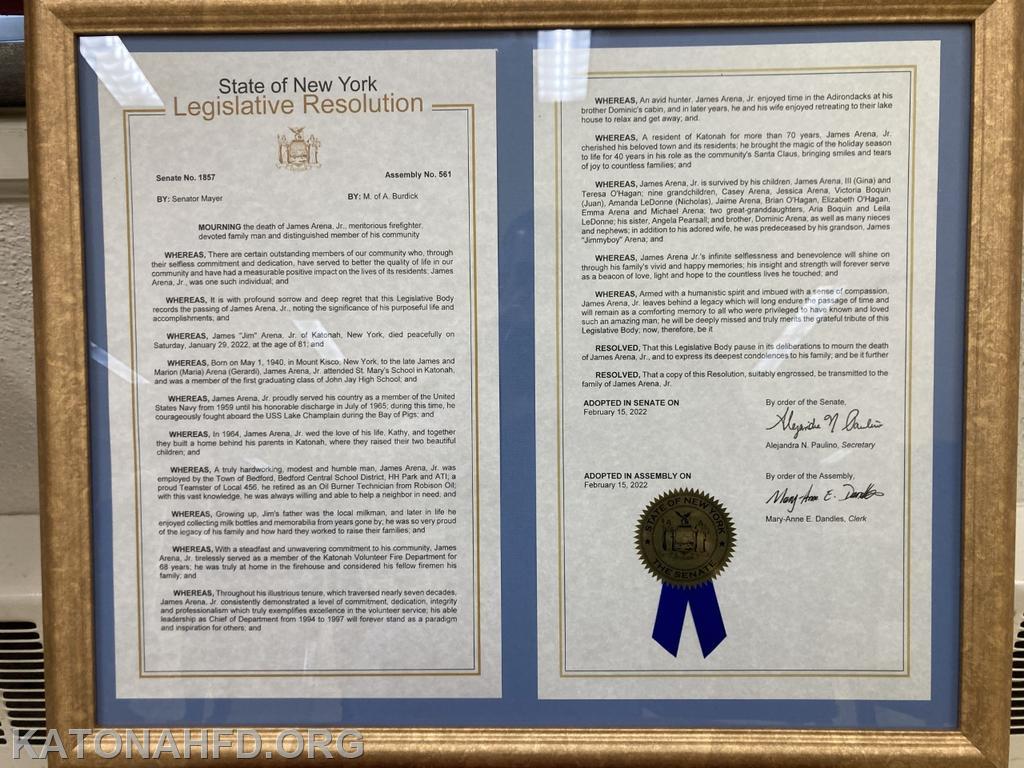 State of New York
Legislative Resolution
Senate No. 1857
Assembly No. 561
BY: Senator Mayer
BY: M. of A. Burdick
MOURNING the death of James Arena, Jr., meritorious firefighter,
devoted family man and distinguished member of his community
WHEREAS, There are certain outstanding members of our community who, through
their selfless commitment and dedication, have served to better the quality of life in our
community and have had a measurable positive impact on the lives of its residents; James
Arena, Jr., was one such individual; and
WHEREAS, It is with profound sorrow and deep regret that this Legislative Body
records the passing of James Arena, Jr., noting the significance of his purposeful life and
accomplishments; and
WHEREAS, James "Jim" Arena, Jr. of Katonah, New York, died peacefully on
Saturday, January 29, 2022, at the age of 81; and
WHEREAS, Born on May 1, 1940, in Mount Kisco, New York, to the late James and
Marion (Maria) Arena (Gerardi), James Arena, Jr. attended St. Mary's School in Katonah,
and was a member of the first graduating class of John Jay High School; and
WHEREAS, James Arena, Jr. proudly served his country as a member of the United
States Navy from 1959 until his honorable discharge in July of 1965; during this time, he
courageously fought aboard the USS Lake Champlain during the Bay of Pigs; and
WHEREAS, In 1964, James Arena, Jr. wed the love of his life, Kathy, and together
they built a home behind his parents in Katonah, where they raised their two beautiful
children; and
WHEREAS, A truly hardworking, modest and humble man, James Arena, Jr. was
employed by the Town of Bedford, Bedford Central School District, HH Park and ATI; a
proud Teamster of Local 456, he retired as an Oil Burner Technician from Robison Oil;
with this vast knowledge, he was always willing and able to help a neighbor in need; and
WHEREAS, Growing up, Jim's father was the local milkman, and later in life he
enjoyed collecting milk bottles and memorabilia from years gone by; he was so very proud
of the legacy of his family and how hard they worked to raise their families; and
WHEREAS, With a steadfast and unwavering commitment to his community, James
Arena, Jr. tirelessly served as a member of the Katonah Volunteer Fire Department for
68 years; he was truly at home in the firehouse and considered his fellow firemen his
family; and
WHEREAS, Throughout his illustrious tenure, which traversed nearly seven decades,
James Arena, Jr. consistently demonstrated a level of commitment, dedication, integrity
and professionalism which truly exemplifies excellence in the volunteer service; his able
leadership as Chief of Department from 1994 to 1997 will forever stand as a paradigm
and inspiration for others; and
WHEREAS, An avid hunter, James Arena, Jr. enjoyed time in the Adirondacks at his
brother Dominic's cabin, and in later years, he and his wife enjoyed retreating to their lake
house to relax and get away; and.
WHEREAS, A resident of Katonah for more than 70 years, James Arena, Jr.
cherished his beloved town and its residents; he brought the magic of the holiday season
to life for 40 years in his role as the community's Santa Claus, bringing smiles and tears
of joy to countless families; and
WHEREAS, James Arena, Jr. is survived by his children, James Arena, III (Gina) and
Teresa O'Hagan; nine grandchildren, Casey Arena, Jessica Arena, Victoria Boquin
(Juan), Amanda LeDonne (Nicholas), Jaime Arena, Brian O'Hagan, Elizabeth O'Hagan,
Emma Arena and Michael Arena; two great-granddaughters, Aria Boquin and Leila
LeDonne; his sister, Angela Pearsall; and brother, Dominic Arena, as well as many nieces
and nephews; in addition to his adored wife, he was predeceased by his grandson, James
"Jimmyboy" Arena; and
WHEREAS, James Arena Jr.'s infinite selflessness and benevolence will shine on
through his family's vivid and happy memories; his insight and strength will forever serve
as a beacon of love, light and hope to the countless lives he touched; and
WHEREAS, Armed with a humanistic spirit and imbued with a sense of compassion,
James Arena, Jr. leaves behind a legacy which will long endure the passage of time and
will remain as a comforting memory to all who were privileged to have known and loved
such an amazing man; he will be deeply missed and truly merits the grateful tribute of this
Legislative Body; now, therefore, be it
RESOLVED, That this Legislative Body pause in its deliberations to mourn the death
of James Arena, Jr., and to express its deepest condolences to his family; and be it further
RESOLVED, That a copy of this Resolution, suitably engrossed, be transmitted to the
family of James Arena, Jr.
ADOPTED IN SENATE ON
February 15, 2022
By order of the Senate,
Alejandra N. Paulino
Alejandra N. Paulino, Secretary
ADOPTED IN ASSEMBLY ON
February 15, 2022
By order of the Assembly,
Mary-Anne E. Dandles
Mary-Anne E. Dandles, Clerk
STATE OF NEW YORK
THE SENATE
KATONAHFD.ORG